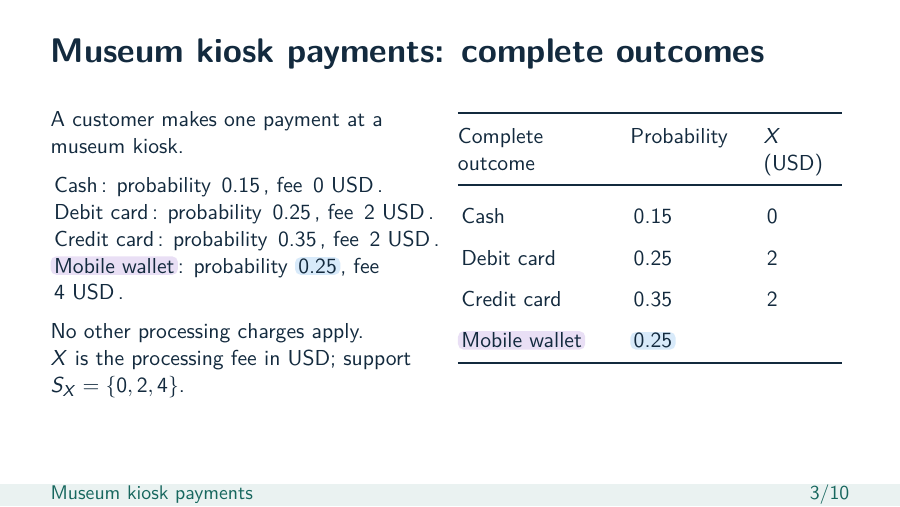 Museum kiosk payments: complete outcomes
A customer makes one payment at a
museum kiosk.
Cash: probability 0.15, fee 0 USD.
Debit card: probability 0.25, fee 2 USD.
Credit card: probability 0.35, fee 2 USD.
Mobile wallet: probability 0.25, fee
4 USD.
No other processing charges apply.
X is the processing fee in USD; support
S_X = {0, 2, 4}.
Complete outcome Probability X (USD)
Cash 0.15 0
Debit card 0.25 2
Credit card 0.35 2
Mobile wallet 0.25
Museum kiosk payments 3/10